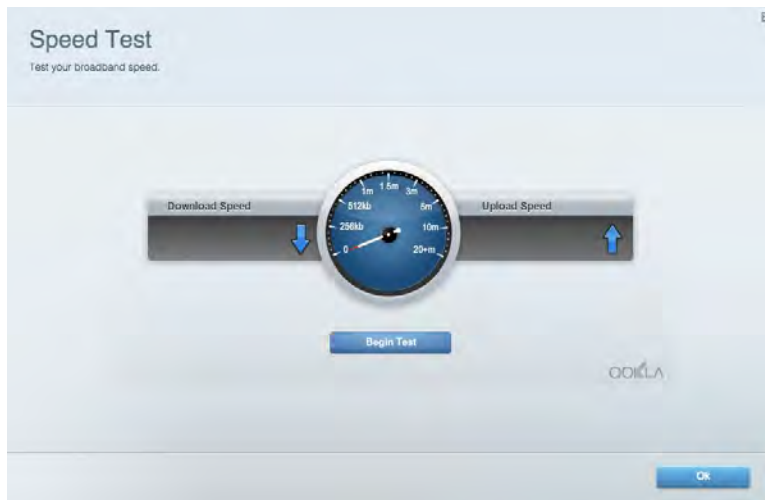 Speed Test
Test your broadband speed.
Download Speed
Upload Speed
0
256kb
512kb
1m
1.5m
3m
5m
10m
20+m
Begin Test
OOKLA
Ok